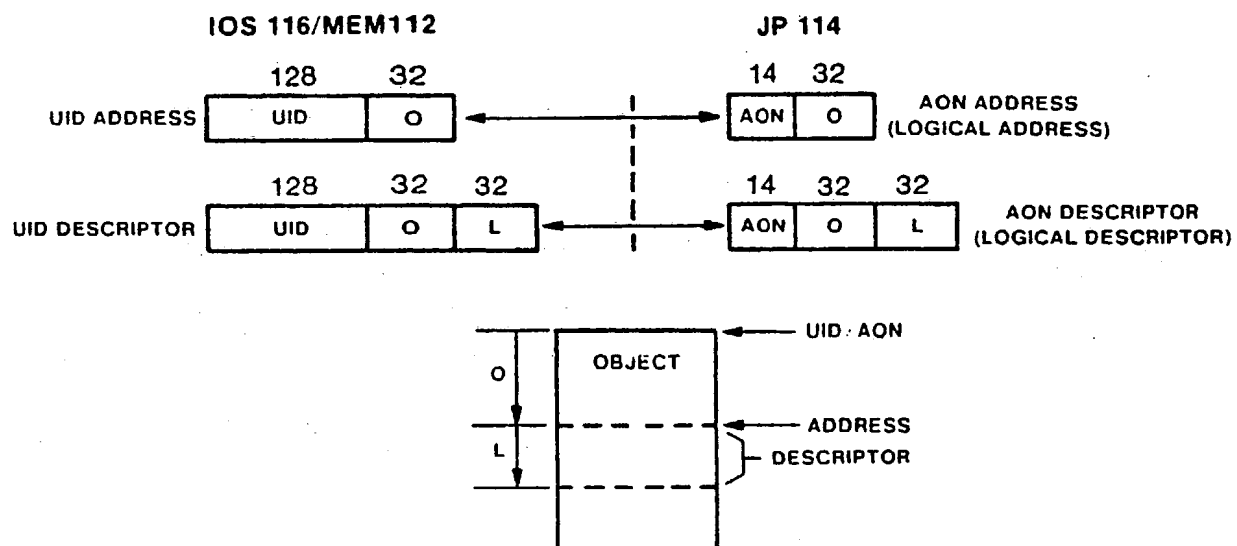 IOS 116/MEM112 JP 114
128 32 14 32
UID ADDRESS UID O AON O AON ADDRESS
(LOGICAL ADDRESS)
128 32 32 14 32 32
UID DESCRIPTOR UID O L AON O L AON DESCRIPTOR
(LOGICAL DESCRIPTOR)
UID. AON
OBJECT
O
ADDRESS
L
DESCRIPTOR